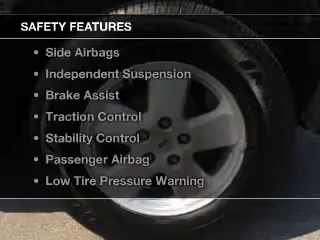 SAFETY FEATURES
• Side Airbags
• Independent Suspension
• Brake Assist
• Traction Control
• Stability Control
• Passenger Airbag
• Low Tire Pressure Warning